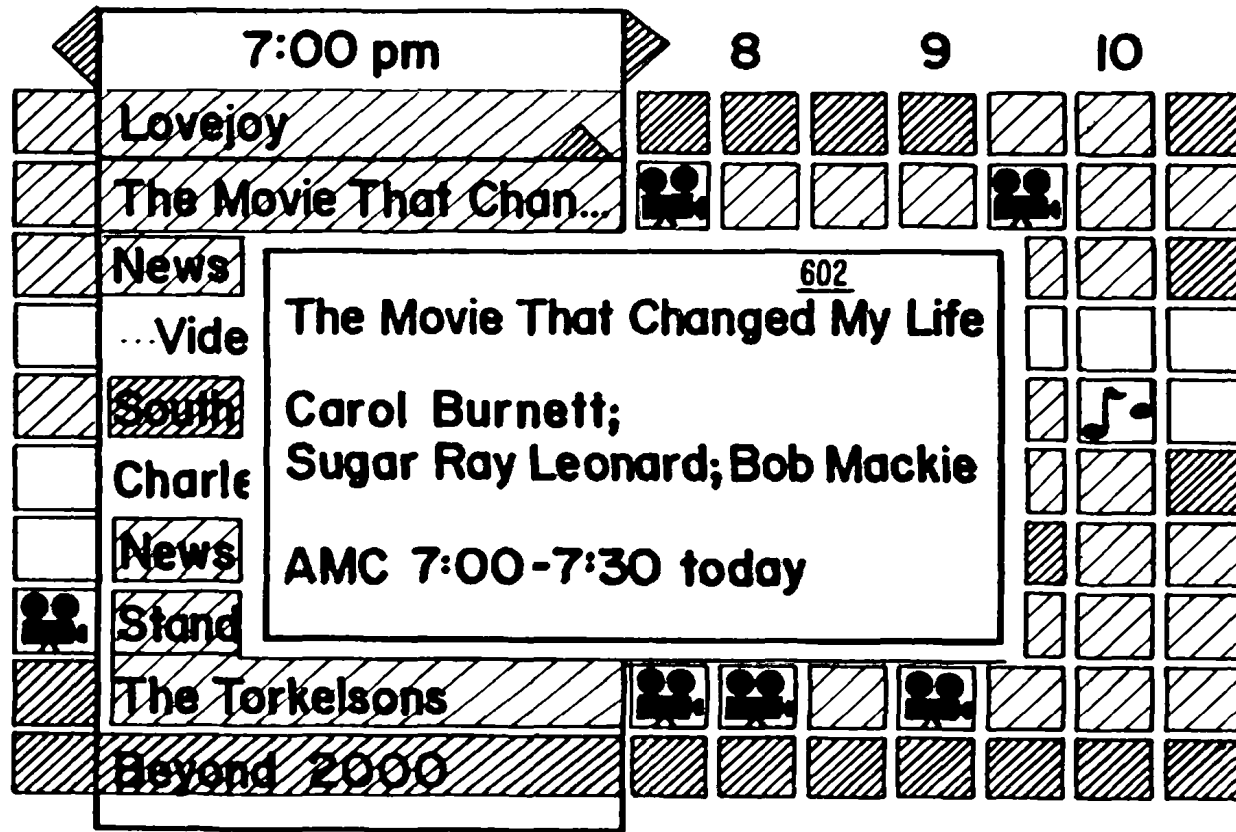 7:00 pm 8 9 10
Lovejoy
The Movie That Chan...
News
...Vide
South
Charle
News
Stand
The Torkelsons
Beyond 2000
602
The Movie That Changed My Life
Carol Burnett;
Sugar Ray Leonard; Bob Mackie
AMC 7:00-7:30 today